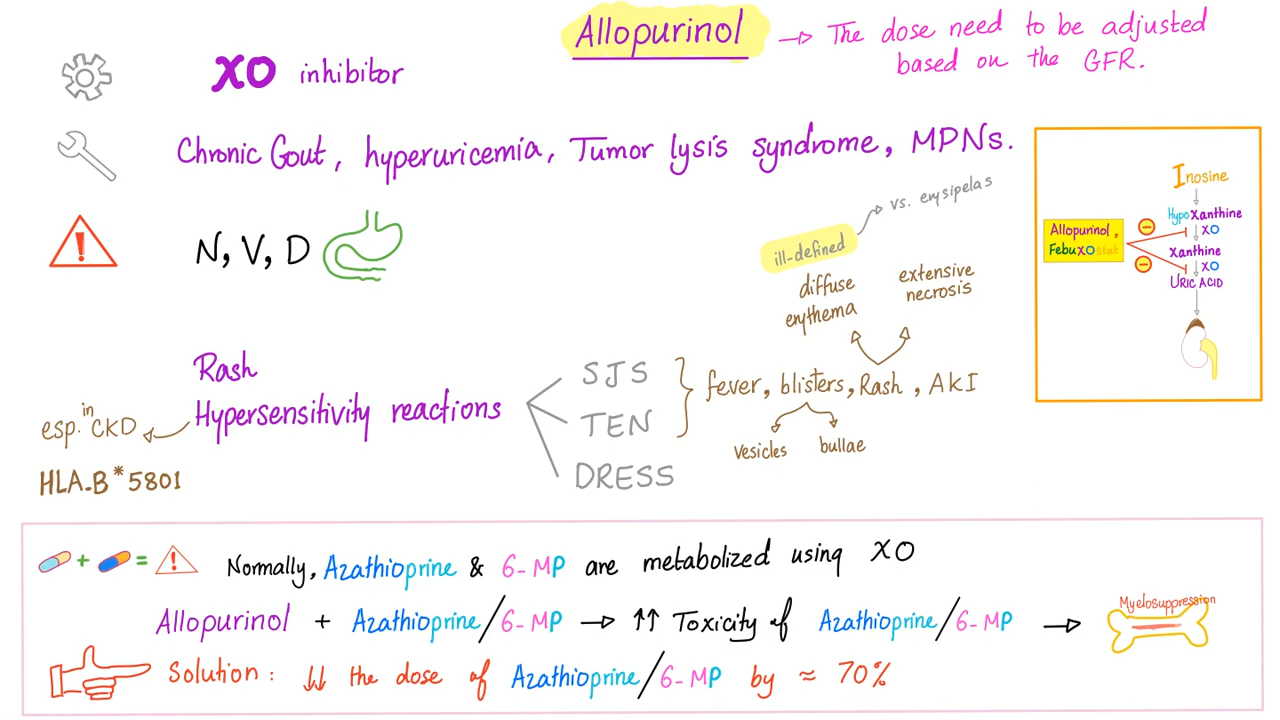 Allopurinol → The dose need to be adjusted
based on the GFR.
XO inhibitor
Chronic Gout, hyperuricemia, Tumor lysis syndrome, MPNs.
N, V, D
ill-defined
vs. erysipelas
diffuse
erythema
extensive
necrosis
Rash
Hypersensitivity reactions
esp. in CKD
HLA-B*5801
SJS
TEN
DRESS
fever, blisters, Rash, AKI
vesicles
bullae
Inosine
HypoXanthine
XO
Xanthine
XO
URIC ACID
Allopurinol,
FebuXOstat
+ = Normally, Azathioprine & 6-MP are metabolized using XO
Allopurinol + Azathioprine/6-MP → ↑↑ Toxicity of Azathioprine/6-MP →
Myelosuppression
Solution: ↓↓ the dose of Azathioprine/6-MP by ≈ 70%